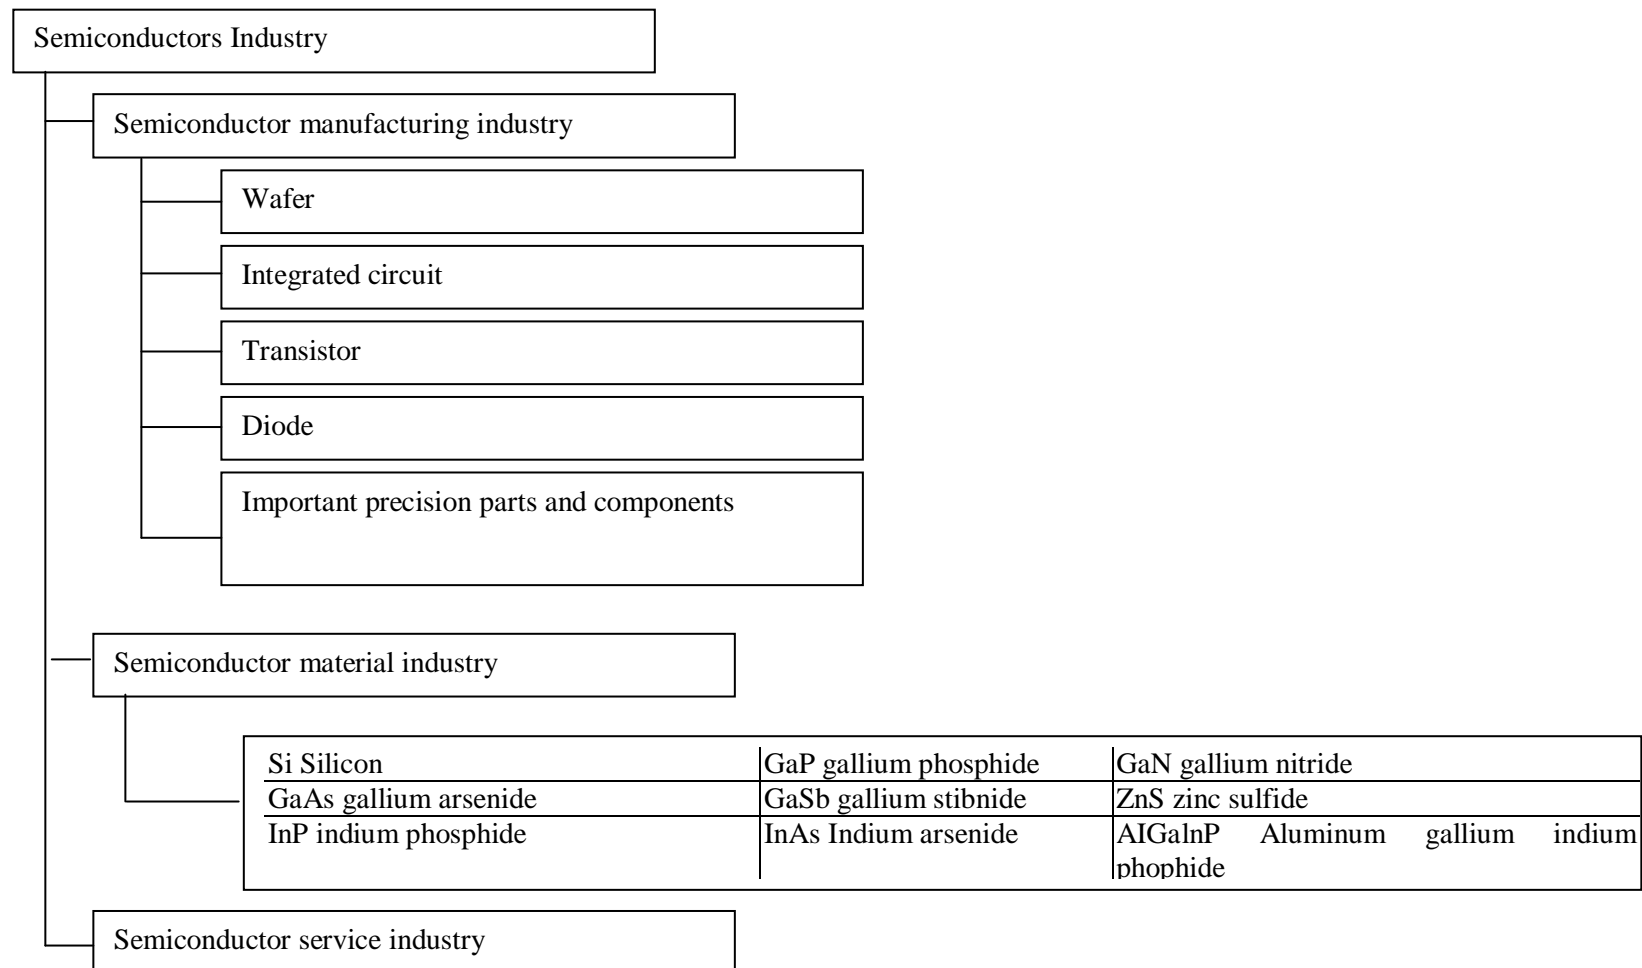 Semiconductors Industry
Semiconductor manufacturing industry
Wafer
Integrated circuit
Transistor
Diode
Important precision parts and components
Semiconductor material industry
Si Silicon GaP gallium phosphide GaN gallium nitride
GaAs gallium arsenide GaSb gallium stibnide ZnS zinc sulfide
InP indium phosphide InAs Indium arsenide AIGalnP Aluminum gallium indium
phophide
Semiconductor service industry